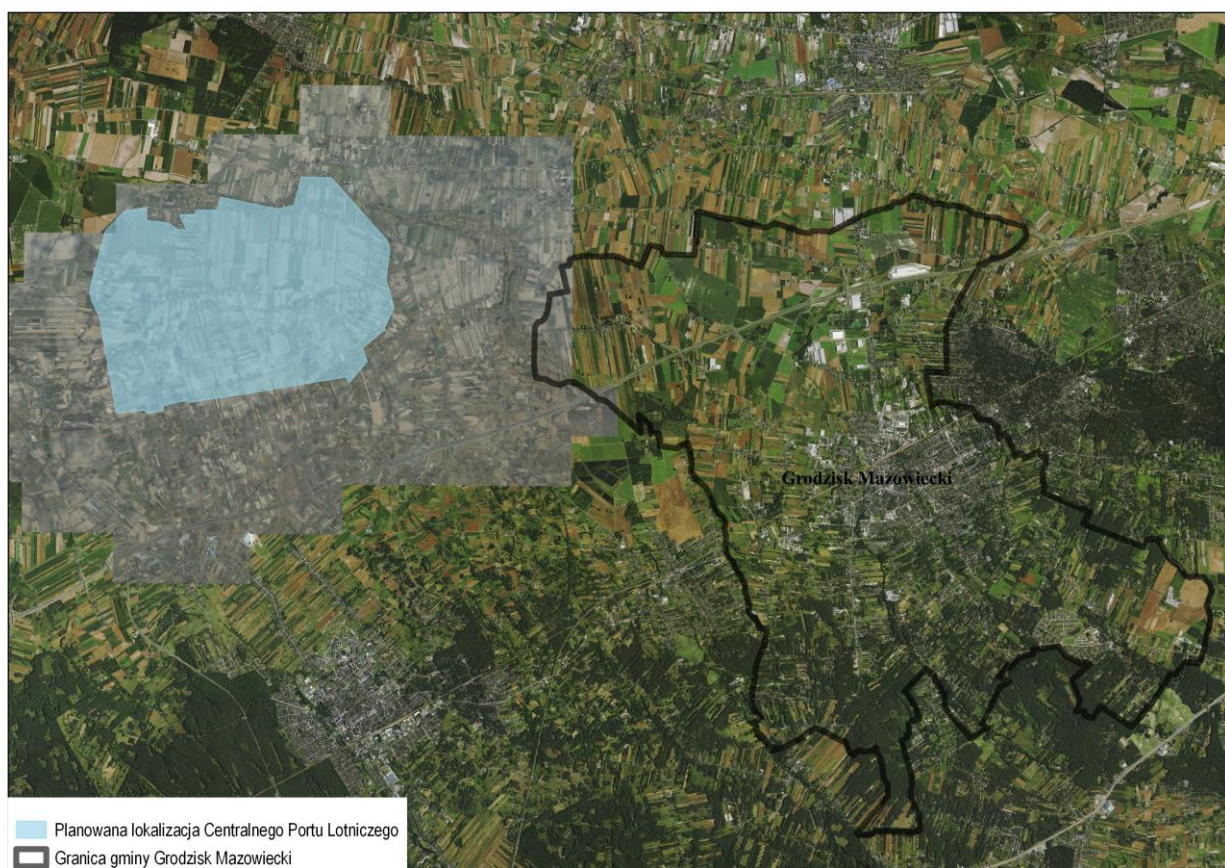 Grodzisk Mazowiecki
Planowana lokalizacja Centralnego Portu Lotniczego
Granica gminy Grodzisk Mazowiecki